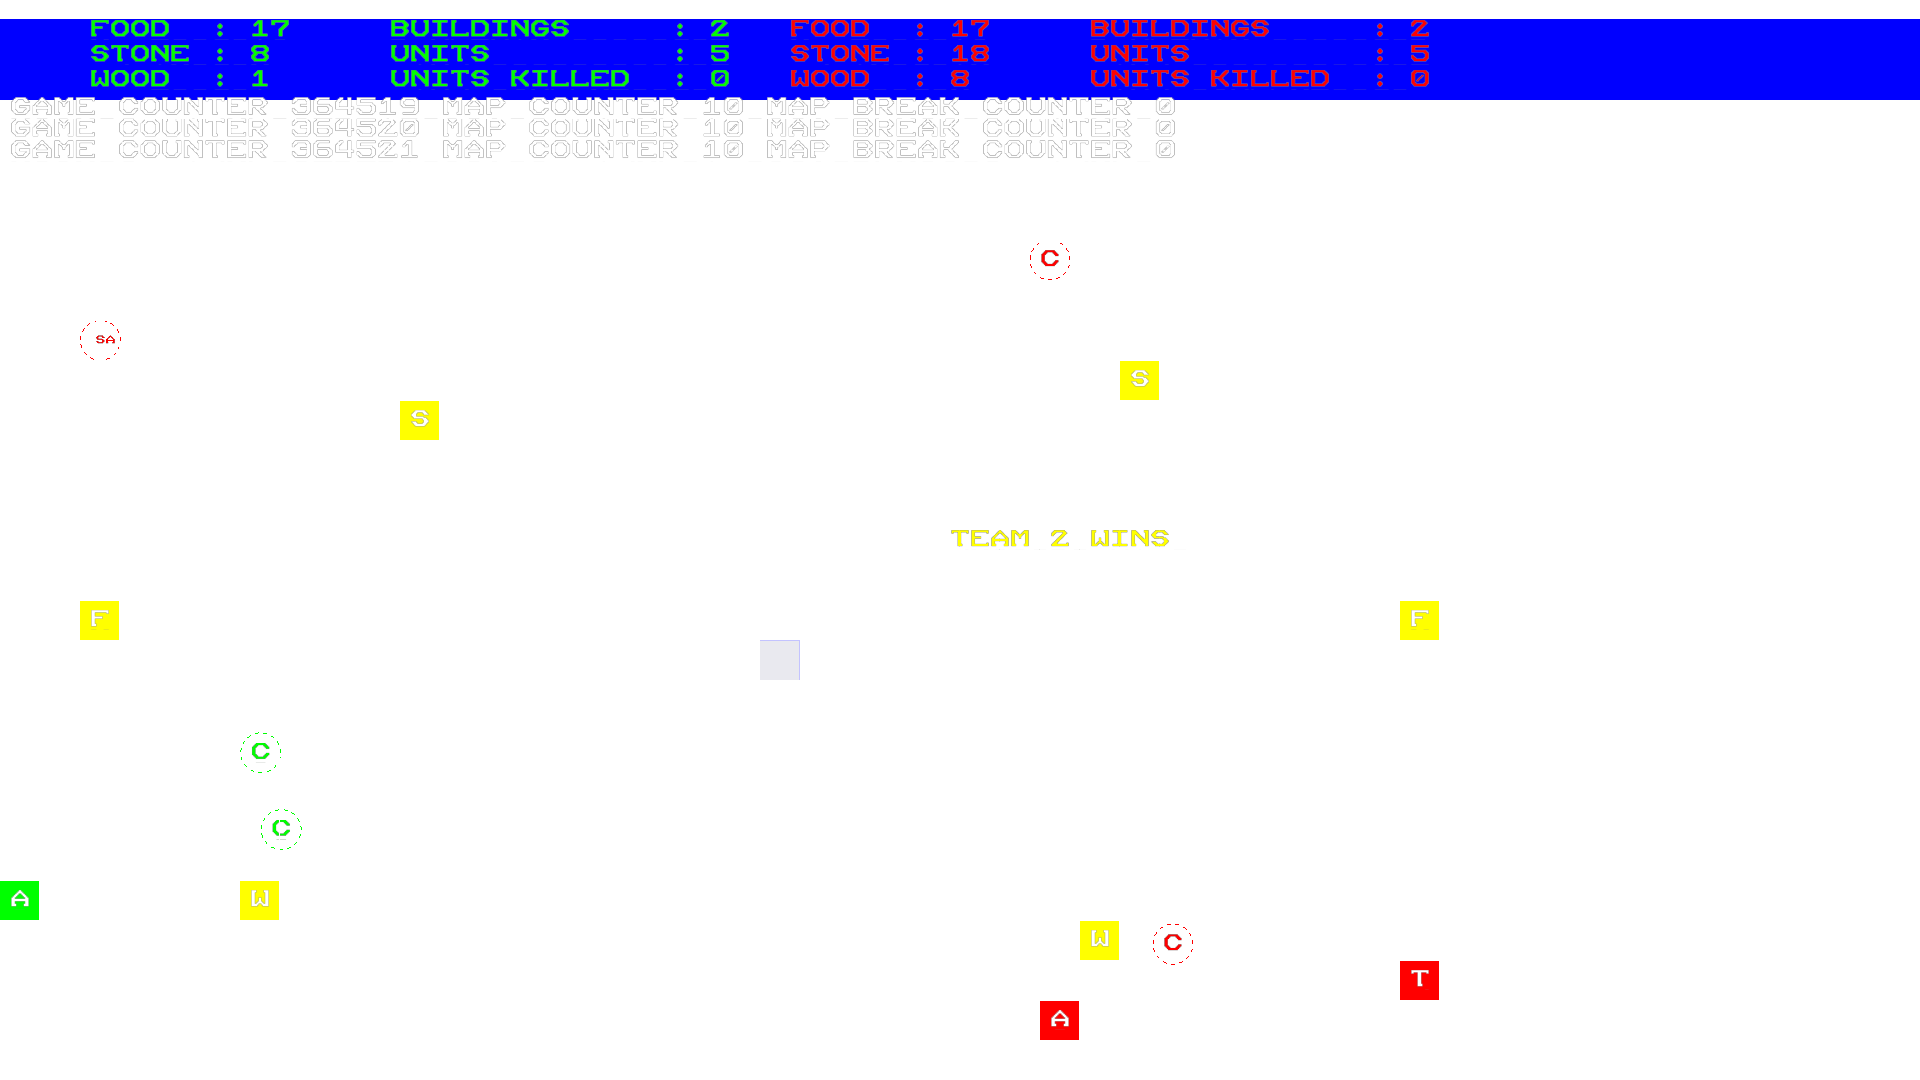 FOOD : 17 BUILDINGS : 2 FOOD : 17 BUILDINGS : 2
STONE : 8 UNITS : 5 STONE : 18 UNITS : 5
WOOD : 1 UNITS KILLED : 0 WOOD : 8 UNITS KILLED : 0
GAME COUNTER 364519 MAP COUNTER 10 MAP BREAK COUNTER 0
GAME COUNTER 364520 MAP COUNTER 10 MAP BREAK COUNTER 0
GAME COUNTER 364521 MAP COUNTER 10 MAP BREAK COUNTER 0
C
SA
S
S
TEAM 2 WINS
F
F
C
C
A
W
W
C
T
A